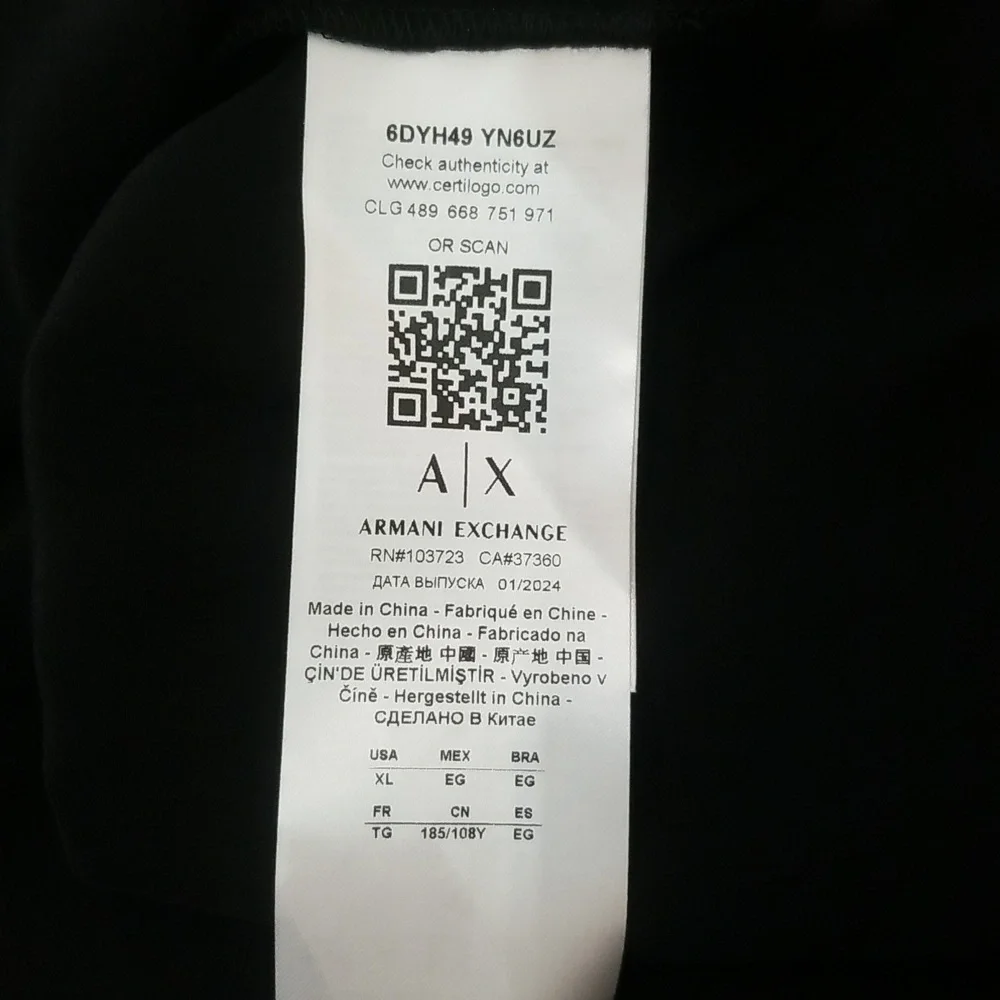 6DYH49 YN6UZ
Check authenticity at
www.certilogo.com
CLG 489 668 751 971
OR SCAN
A|X
ARMANI EXCHANGE
RN#103723 CA#37360
ДАТА ВЫПУСКА 01/2024
Made in China - Fabriqué en Chine -
Hecho en China - Fabricado na
China - 原產地 中國 - 原产地 中国 -
ÇİN'DE ÜRETİLMİŞTİR - Vyrobeno v
Číně - Hergestellt in China -
СДЕЛАНО В Китае
USA MEX BRA
XL EG EG
FR CN ES
TG 185/108Y EG